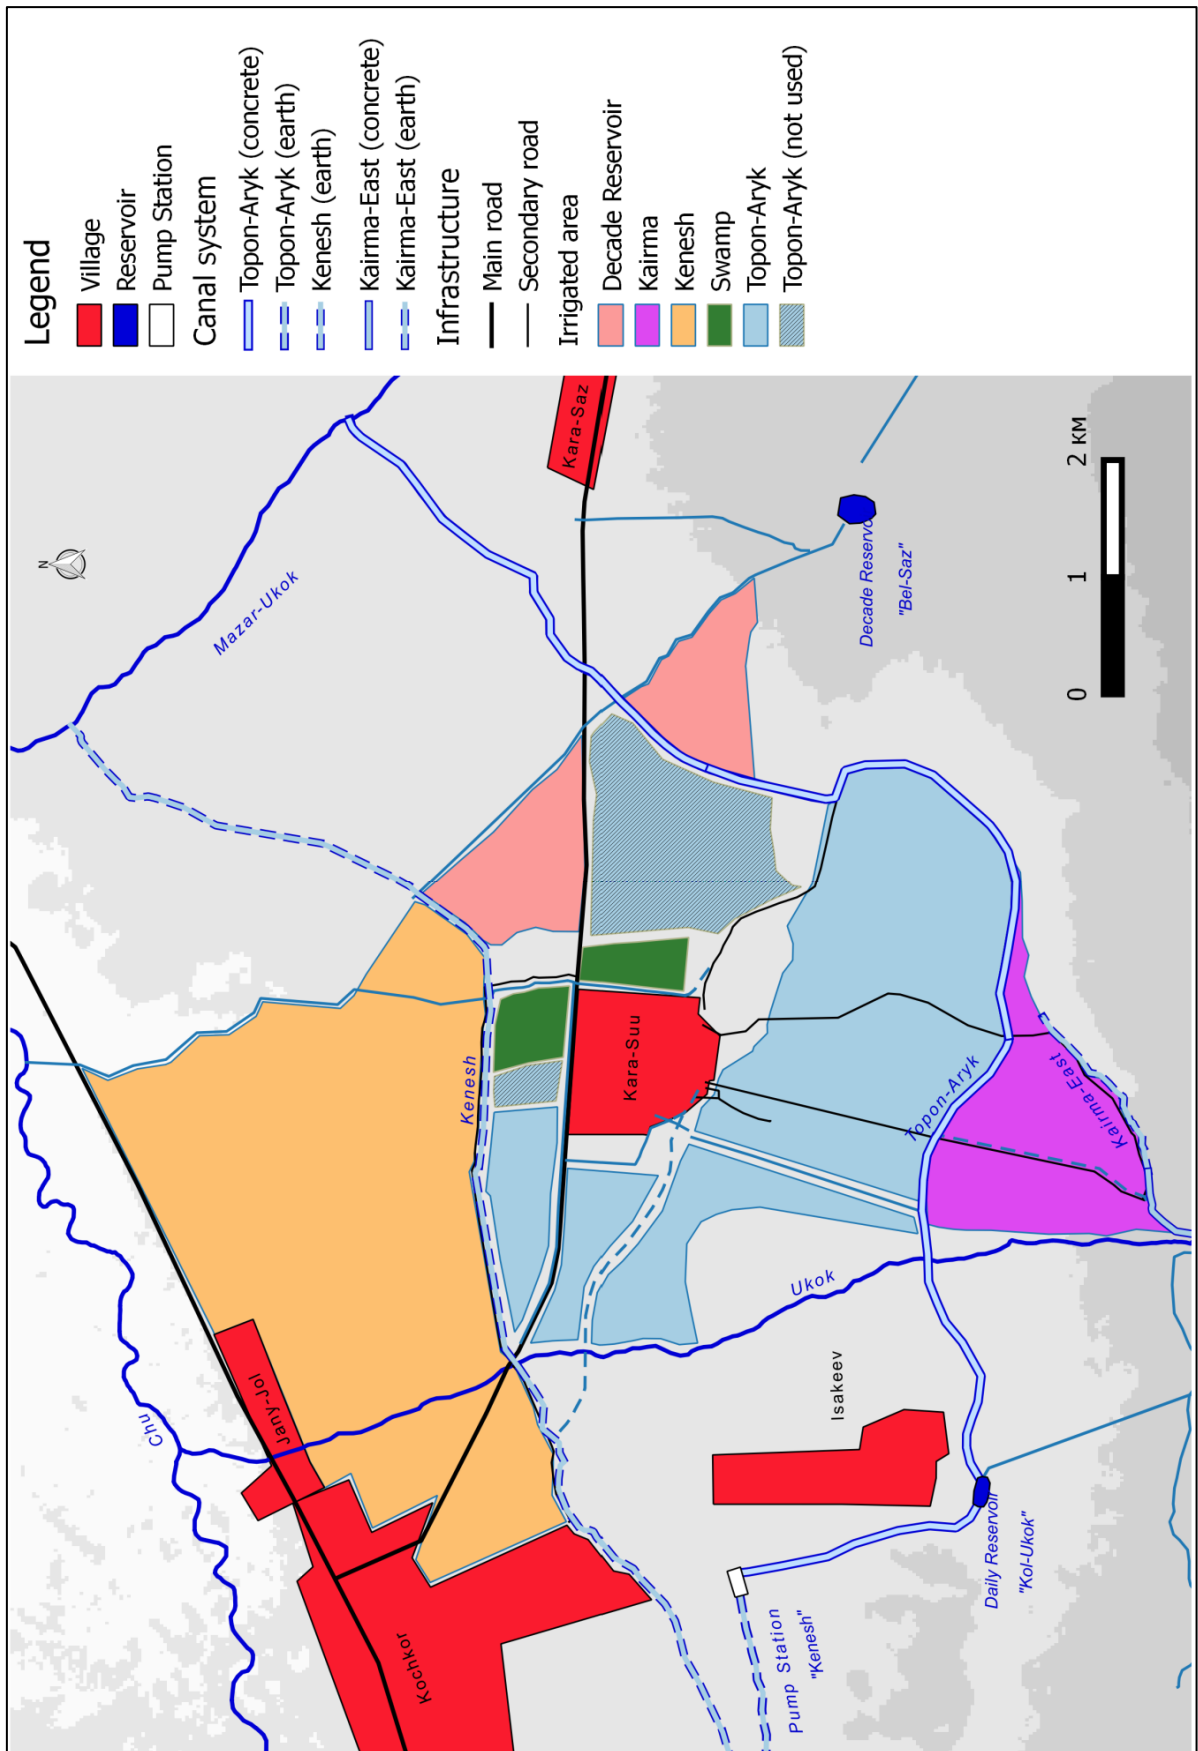 Legend
Village
Reservoir
Pump Station
Canal system
Topon-Aryk (concrete)
Topon-Aryk (earth)
Kenesh (earth)
Kairma-East (concrete)
Kairma-East (earth)
Infrastructure
Main road
Secondary road
Irrigated area
Decade Reservoir
Kairma
Kenesh
Swamp
Topon-Aryk
Topon-Aryk (not used)
N
Mazar-Ukok
Kara-Saz
Decade Reservo
"Bel-Saz"
0 1 2 KM
Kenesh
Kara-Suu
Topon-Aryk
Kairma-East
Chu
Jany-Jol
Ukok
Isakeev
Kochkor
Daily Reservoir
"Kol-Ukok"
Pump Station
"Kenesh"